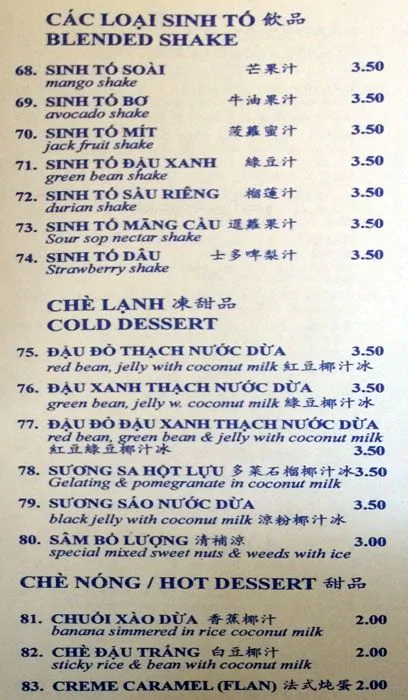 CÁC LOẠI SINH TỐ 飲品
BLENDED SHAKE
68. SINH TỐ SOÀI 芒果汁 3.50
mango shake
69. SINH TỐ BƠ 牛油果汁 3.50
avocado shake
70. SINH TỐ MÍT 菠蘿蜜汁 3.50
jack fruit shake
71. SINH TỐ ĐẬU XANH 綠豆汁 3.50
green bean shake
72. SINH TỐ SÀU RIÊNG 榴蓮汁 3.50
durian shake
73. SINH TỐ MÃNG CẦU 暹蘿果汁 3.50
Sour sop nectar shake
74. SINH TỐ DÂU 士多啤梨汁 3.50
Strawberry shake
CHÈ LẠNH 凍甜品
COLD DESSERT
75. ĐẬU ĐỎ THẠCH NƯỚC DỪA 3.50
red bean, jelly with coconut milk 紅豆椰汁冰
76. ĐẬU XANH THẠCH NƯỚC DỪA 3.50
green bean, jelly w. coconut milk 綠豆椰汁冰
77. ĐẬU ĐỎ ĐẬU XANH THẠCH NƯỚC DỪA
red bean, green bean & jelly with coconut milk
紅豆綠豆椰汁冰 3.50
78. SƯƠNG SA HỘT LỰU 多菜石榴椰汁冰 3.50
Gelating & pomegranate in coconut milk
79. SƯƠNG SÁO NƯỚC DỪA 3.50
black jelly with coconut milk 涼粉椰汁冰
80. SÂM BỔ LƯỢNG 清補涼 3.00
special mixed sweet nuts & weeds with ice
CHÈ NÓNG / HOT DESSERT 甜品
81. CHUỐI XÀO DỪA 香蕉椰汁 2.00
banana simmered in rice coconut milk
82. CHÈ ĐẬU TRẮNG 白豆椰汁 2.00
sticky rice & bean with coconut milk
83. CREME CARAMEL (FLAN) 法式炖蛋 2.00